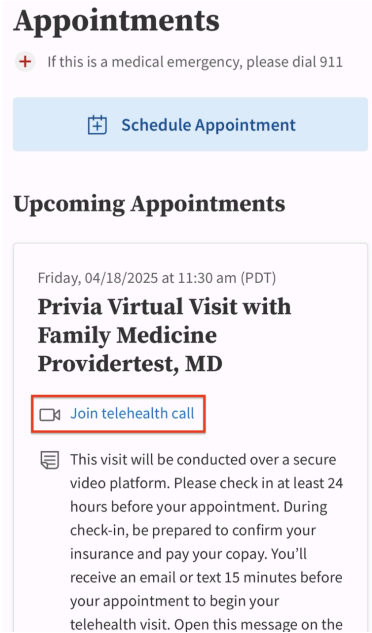 Appointments
If this is a medical emergency, please dial 911
Schedule Appointment
Upcoming Appointments
Friday, 04/18/2025 at 11:30 am (PDT)
Privia Virtual Visit with
Family Medicine
Providertest, MD
Join telehealth call
This visit will be conducted over a secure
video platform. Please check in at least 24
hours before your appointment. During
check-in, be prepared to confirm your
insurance and pay your copay. You’ll
receive an email or text 15 minutes before
your appointment to begin your
telehealth visit. Open this message on the